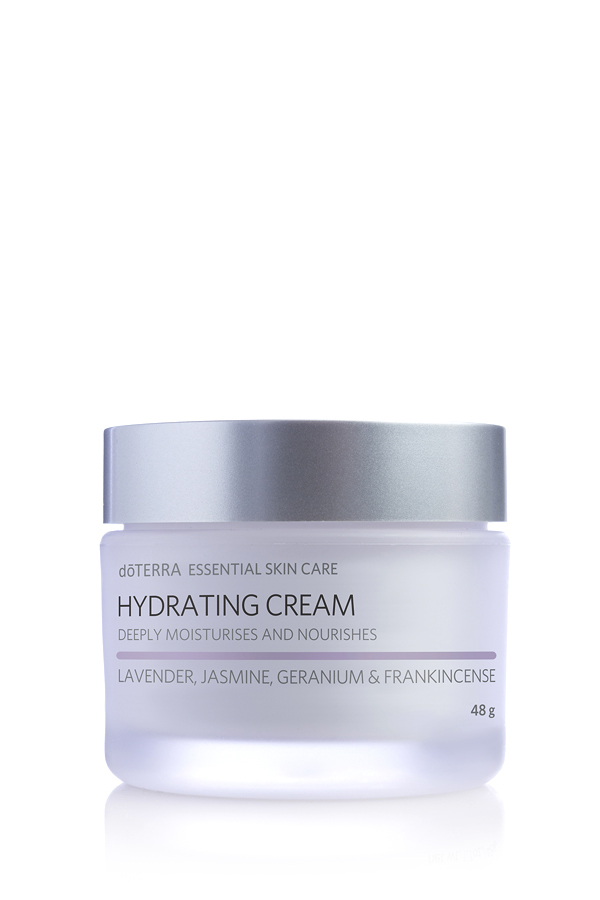 dōTERRA ESSENTIAL SKIN CARE
HYDRATING CREAM
DEEPLY MOISTURISES AND NOURISHES
LAVENDER, JASMINE, GERANIUM & FRANKINCENSE
48 g